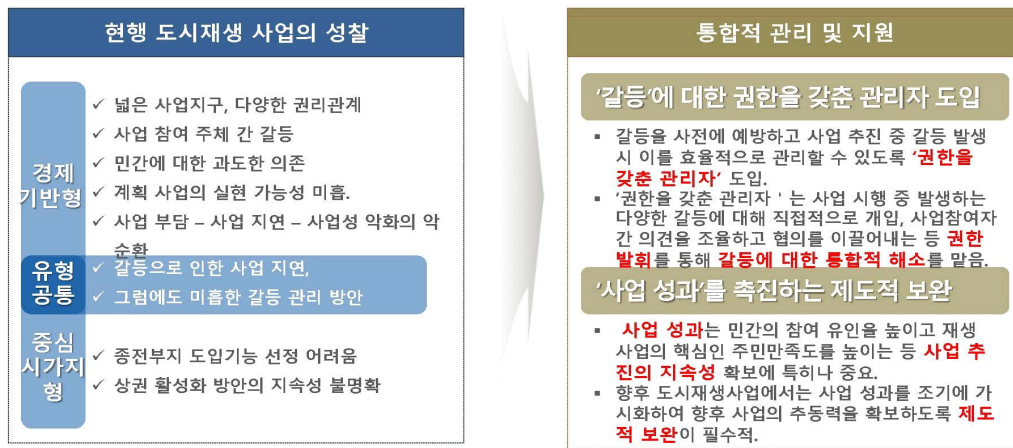 현행 도시재생 사업의 성찰
경제
기반형
✓ 넓은 사업지구, 다양한 권리관계
✓ 사업 참여 주체 간 갈등
✓ 민간에 대한 과도한 의존
✓ 계획 사업의 실현 가능성 미흡.
✓ 사업 부담 – 사업 지연 – 사업성 악화의 악
순환
유형
공통
✓ 갈등으로 인한 사업 지연,
✓ 그럼에도 미흡한 갈등 관리 방안
중심
시가지
형
✓ 종전부지 도입기능 선정 어려움
✓ 상권 활성화 방안의 지속성 불명확
통합적 관리 및 지원
'갈등'에 대한 권한을 갖춘 관리자 도입
▪ 갈등을 사전에 예방하고 사업 추진 중 갈등 발생
시 이를 효율적으로 관리할 수 있도록 '권한을
갖춘 관리자' 도입.
▪ '권한을 갖춘 관리자 ' 는 사업 시행 중 발생하는
다양한 갈등에 대해 직접적으로 개입, 사업참여자
간 의견을 조율하고 협의를 이끌어내는 등 권한
발휘를 통해 갈등에 대한 통합적 해소를 맡음.
'사업 성과'를 촉진하는 제도적 보완
▪ 사업 성과는 민간의 참여 유인을 높이고 재생
사업의 핵심인 주민만족도를 높이는 등 사업 추
진의 지속성 확보에 특히나 중요.
▪ 향후 도시재생사업에서는 사업 성과를 조기에 가
시화하여 향후 사업의 추동력을 확보하도록 제도
적 보완이 필수적.